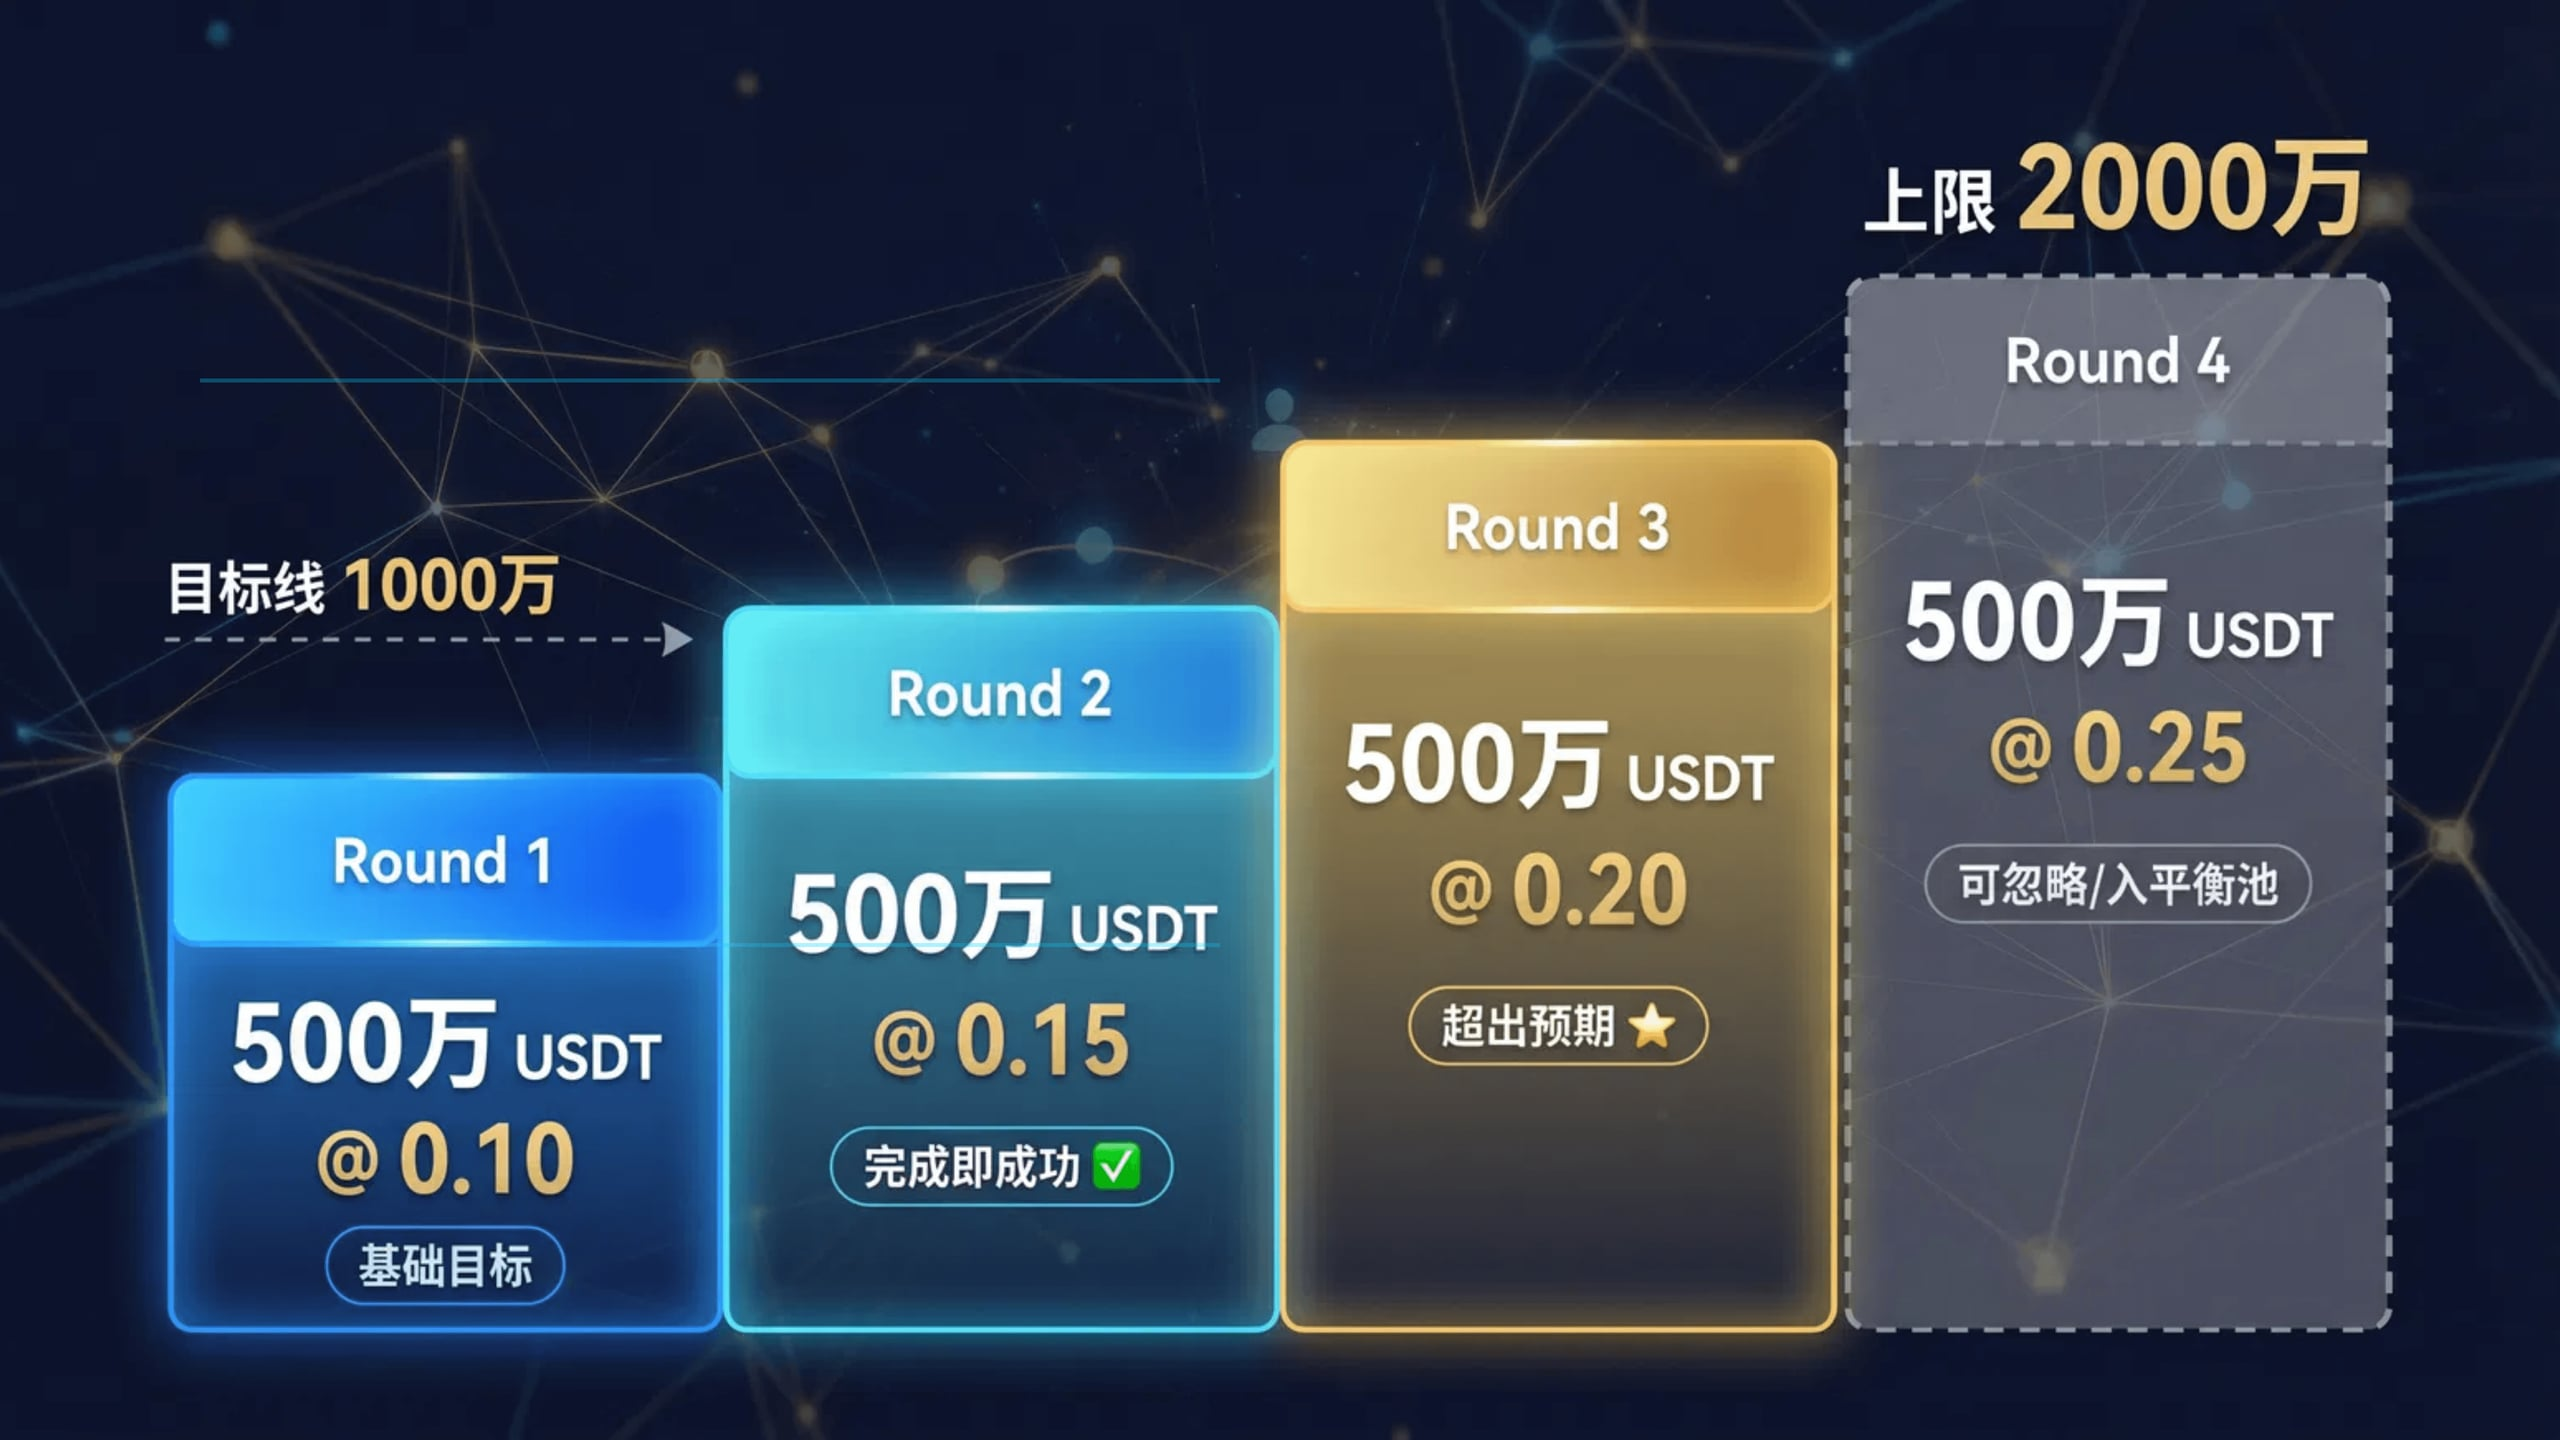 上限 2000万
目标线 1000万
Round 1
500万 USDT
@ 0.10
基础目标
Round 2
500万 USDT
@ 0.15
完成即成功 ✅
Round 3
500万 USDT
@ 0.20
超出预期 ⭐
Round 4
500万 USDT
@ 0.25
可忽略/入平衡池